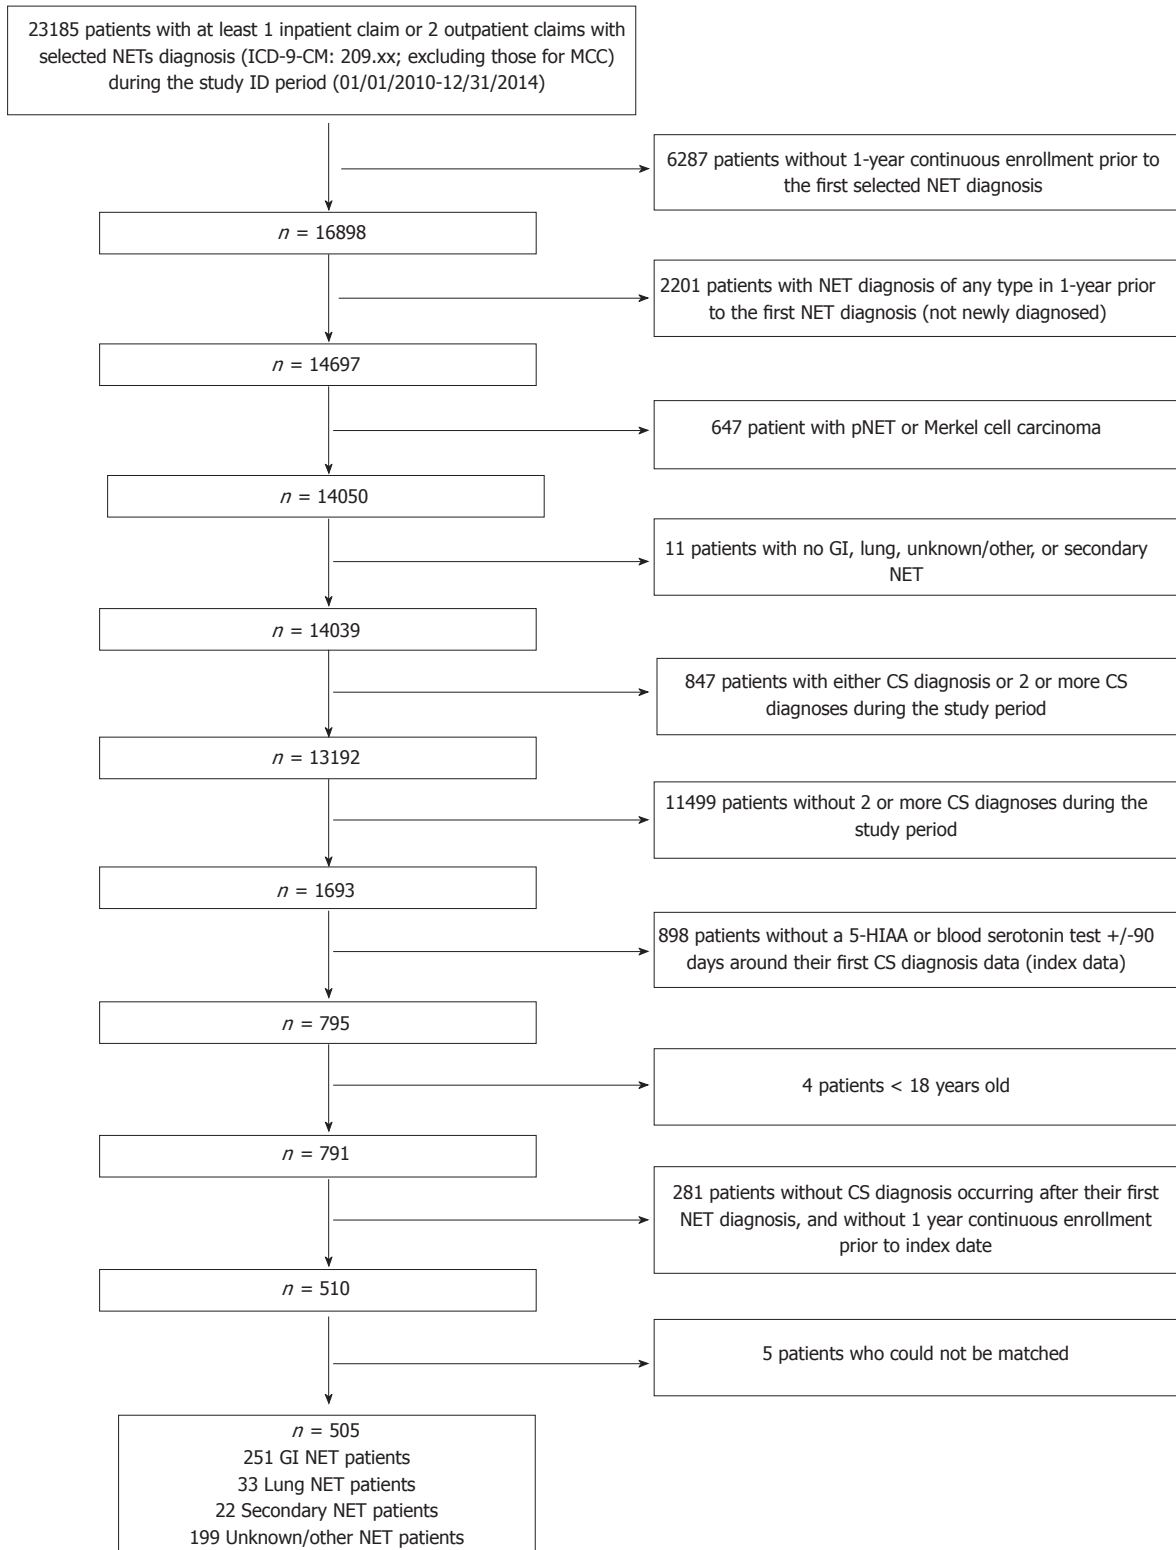 23185 patients with at least 1 inpatient claim or 2 outpatient claims with
selected NETs diagnosis (ICD-9-CM: 209.xx; excluding those for MCC)
during the study ID period (01/01/2010-12/31/2014)
6287 patients without 1-year continuous enrollment prior to
the first selected NET diagnosis
n = 16898
2201 patients with NET diagnosis of any type in 1-year prior
to the first NET diagnosis (not newly diagnosed)
n = 14697
647 patient with pNET or Merkel cell carcinoma
n = 14050
11 patients with no GI, lung, unknown/other, or secondary
NET
n = 14039
847 patients with either CS diagnosis or 2 or more CS
diagnoses during the study period
n = 13192
11499 patients without 2 or more CS diagnoses during the
study period
n = 1693
898 patients without a 5-HIAA or blood serotonin test +/-90
days around their first CS diagnosis data (index data)
n = 795
4 patients < 18 years old
n = 791
281 patients without CS diagnosis occurring after their first
NET diagnosis, and without 1 year continuous enrollment
prior to index date
n = 510
5 patients who could not be matched
n = 505
251 GI NET patients
33 Lung NET patients
22 Secondary NET patients
199 Unknown/other NET patients